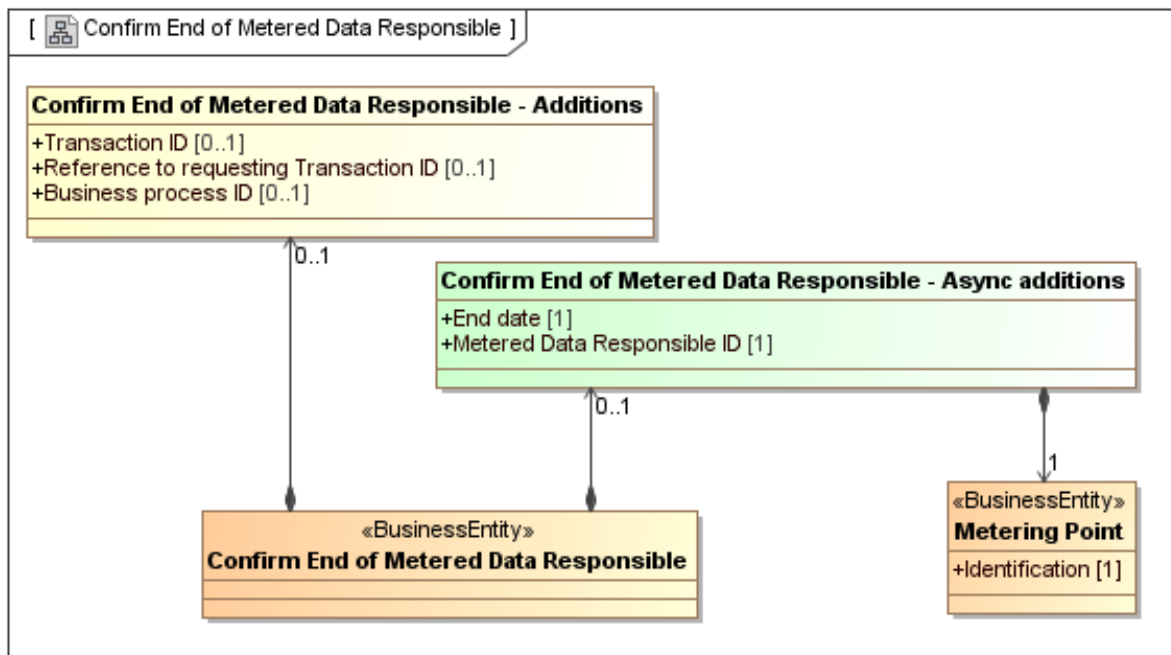 [ Confirm End of Metered Data Responsible ]
Confirm End of Metered Data Responsible - Additions
+Transaction ID [0..1]
+Reference to requesting Transaction ID [0..1]
+Business process ID [0..1]
0..1
Confirm End of Metered Data Responsible - Async additions
+End date [1]
+Metered Data Responsible ID [1]
0..1
1
«BusinessEntity»
Confirm End of Metered Data Responsible
«BusinessEntity»
Metering Point
+Identification [1]